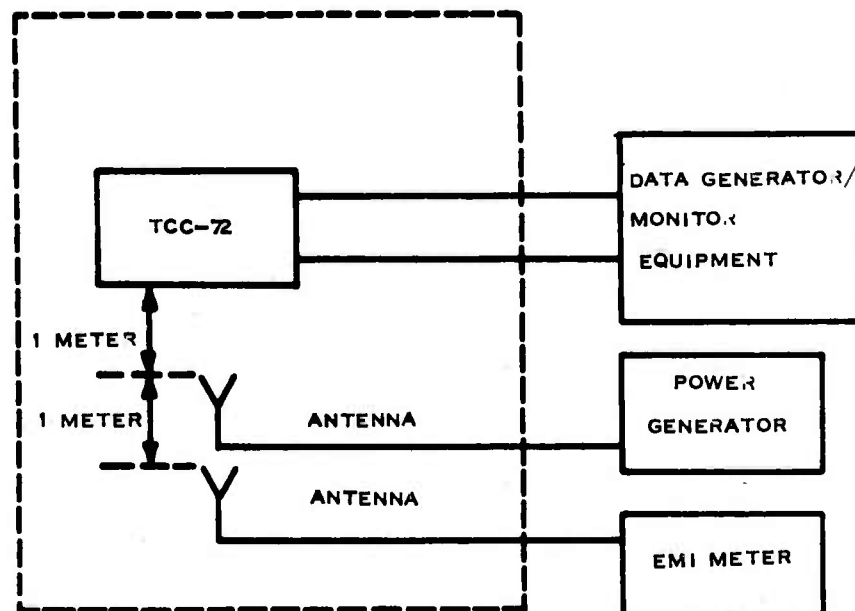 TCC-72
DATA GENERATOR/
MONITOR
EQUIPMENT
1 METER
1 METER
ANTENNA
POWER
GENERATOR
ANTENNA
EMI METER